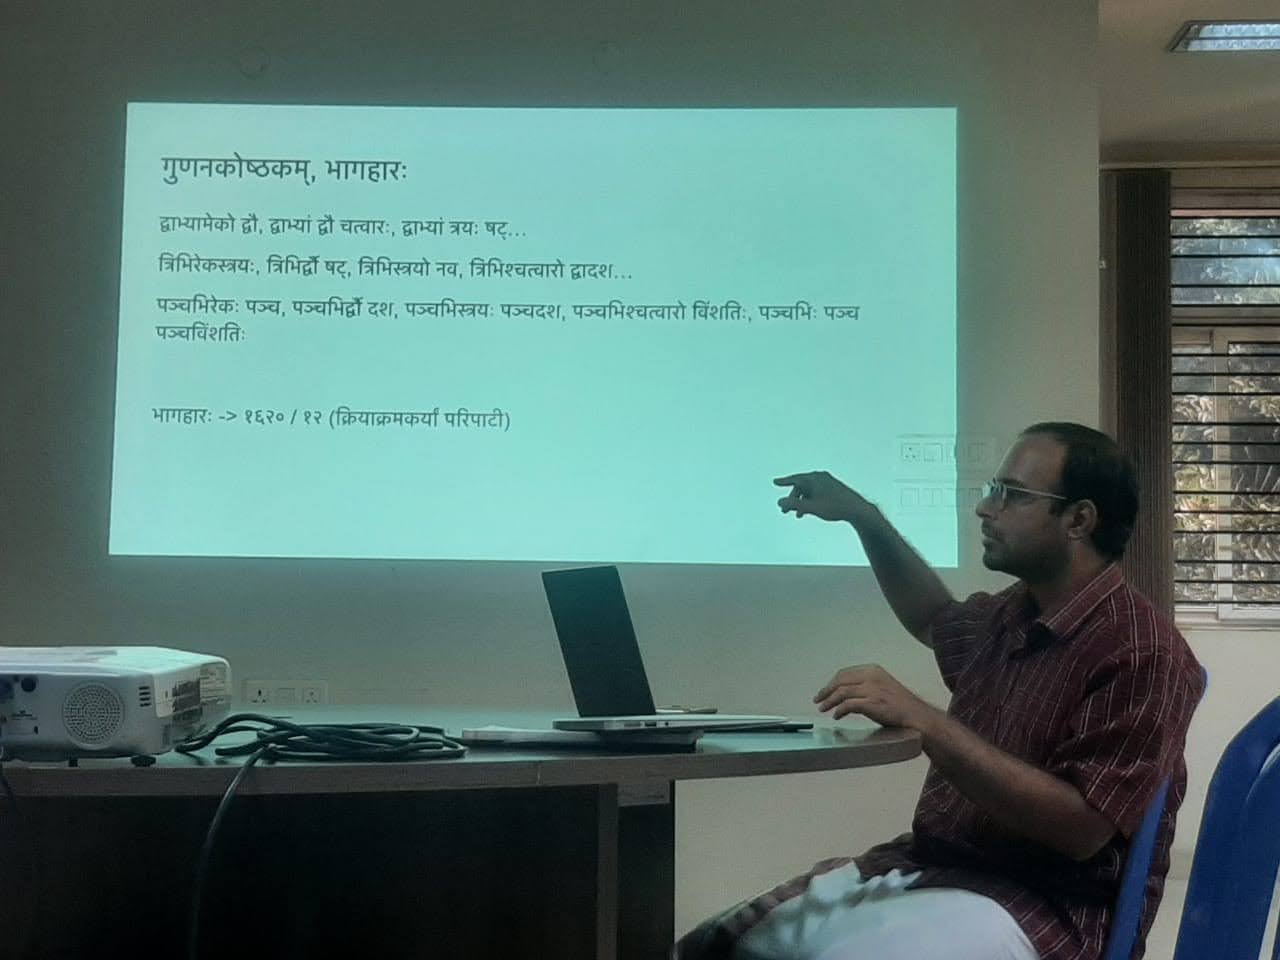 गुणनकोष्ठकम्, भागहारः
द्वाभ्यामेको द्वौ, द्वाभ्यां द्वौ चत्वारः, द्वाभ्यां त्रयः षट्...
त्रिभिरेकस्त्रयः, त्रिभिर्द्वौ षट्, त्रिभिस्त्रयो नव, त्रिभिश्चत्वारो द्वादश...
पञ्चभिरेकः पञ्च, पञ्चभिर्द्वौ दश, पञ्चभिस्त्रयः पञ्चदश, पञ्चभिश्चत्वारो विंशतिः, पञ्चभिः पञ्च
पञ्चविंशतिः
भागहारः -> १६२० / १२ (क्रियाक्रमकर्यां परिपाटी)